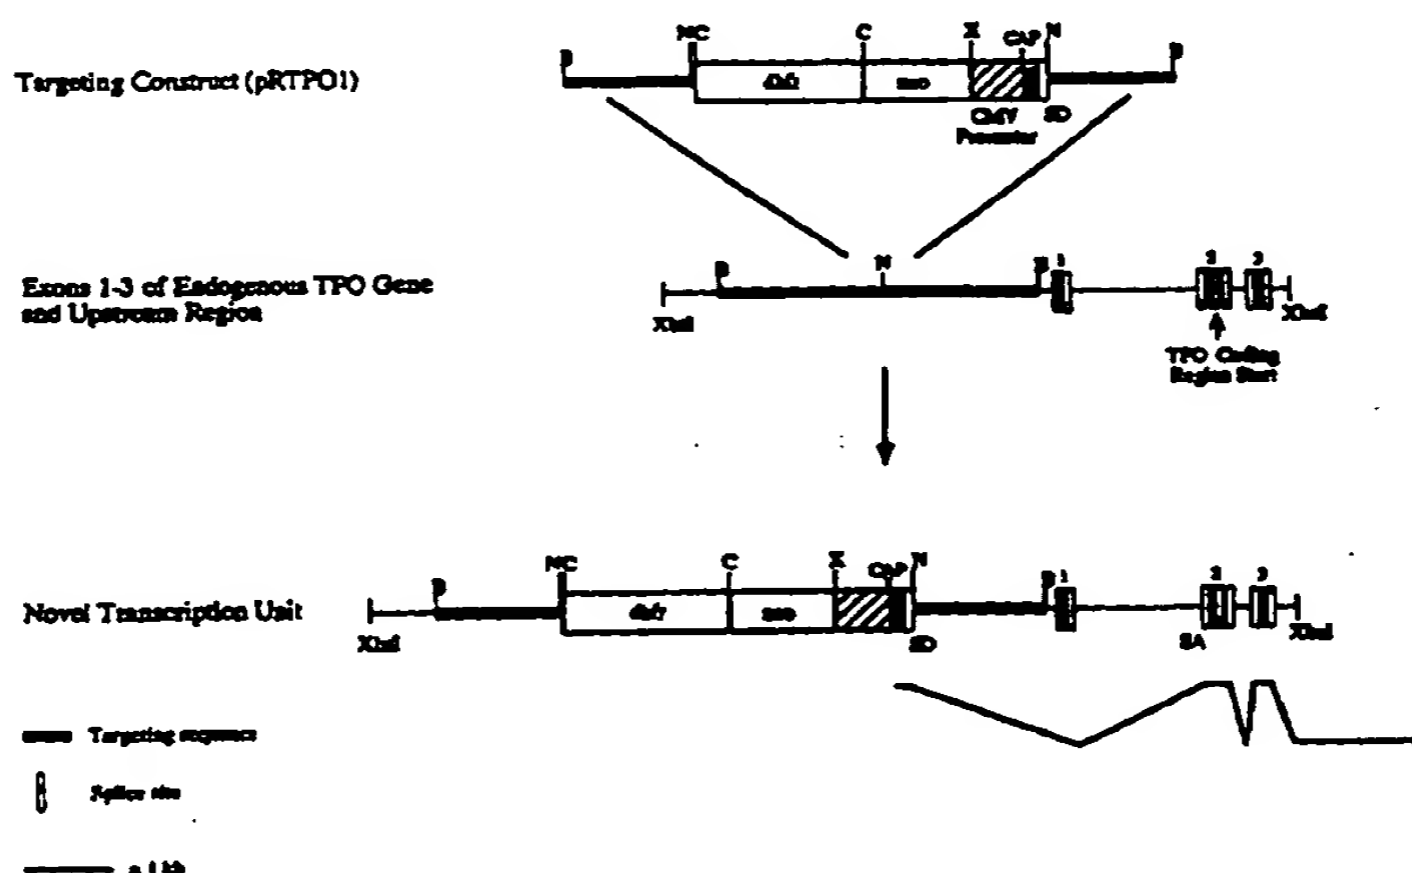 NC C X CAP N
B B
Targeting Construct (pRTPO1)
dhfr neo
CMV SD
Promoter
N
B B 1 2 3
Exons 1-3 of Endogenous TPO Gene
and Upstream Region
XbaI XbaI
TPO Coding
Region Start
NC C X CAP N
B B 1 2 3
Novel Transcription Unit
dhfr neo
XbaI SD SA XbaI
Targeting sequence
Splice site